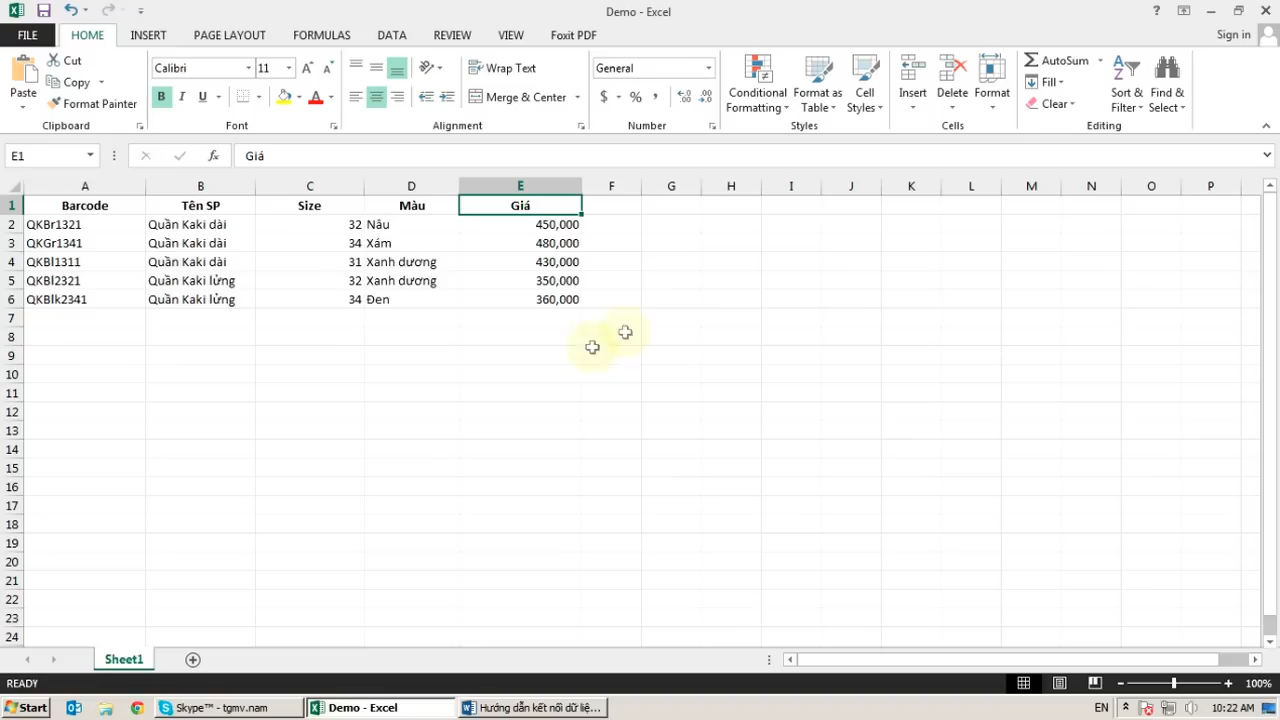 Demo - Excel
?
FILE HOME INSERT PAGE LAYOUT FORMULAS DATA REVIEW VIEW Foxit PDF Sign in
Paste
Cut
Copy
Format Painter
Clipboard
Calibri 11
B I U
Font
Wrap Text
Merge & Center
Alignment
General
$ % ,
Number
Conditional Formatting
Format as Table
Cell Styles
Styles
Insert
Delete
Format
Cells
AutoSum
Fill
Clear
Sort & Filter
Find & Select
Editing
E1 fx Giá
A B C D E F G H I J K L M N O P
1 Barcode Tên SP Size Màu Giá
2 QKBr1321 Quần Kaki dài 32 Nâu 450,000
3 QKGr1341 Quần Kaki dài 34 Xám 480,000
4 QKBl1311 Quần Kaki dài 31 Xanh dương 430,000
5 QKBl2321 Quần Kaki lửng 32 Xanh dương 350,000
6 QKBlk2341 Quần Kaki lửng 34 Đen 360,000
7
8
9
10
11
12
13
14
15
16
17
18
19
20
21
22
23
24
Sheet1
READY 100%
Start Skype™ - tgmv.nam Demo - Excel Hướng dẫn kết nối dữ liệ... EN 10:22 AM